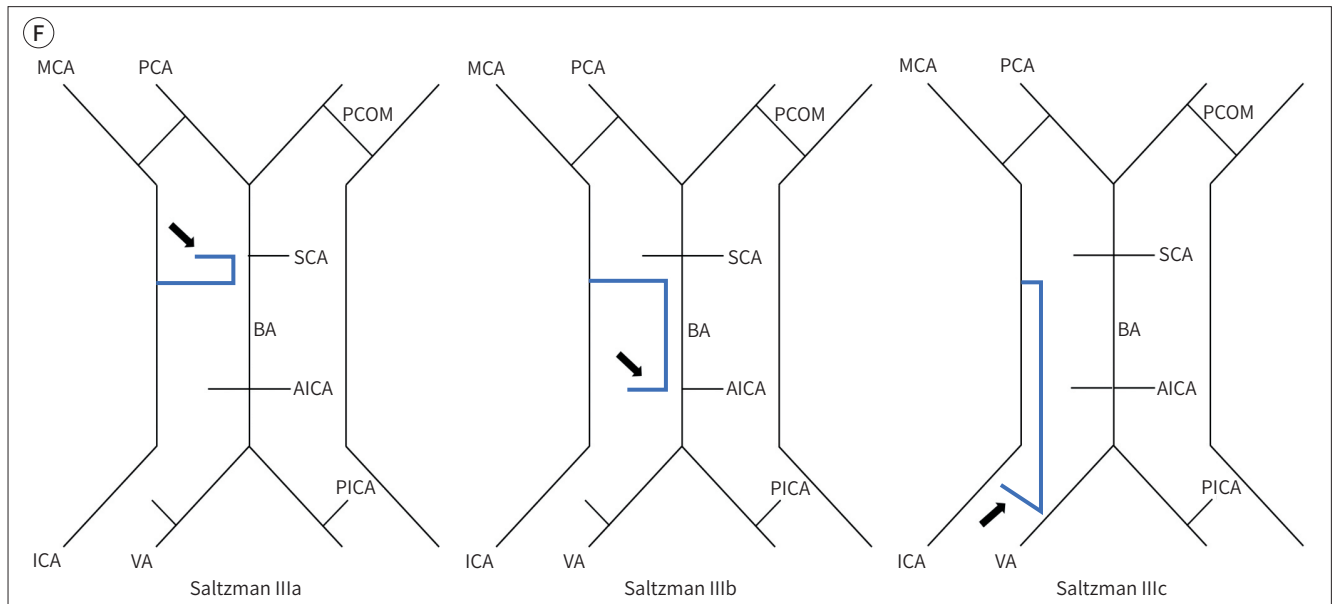 F
MCA PCA PCOM MCA PCA PCOM MCA PCA PCOM
SCA SCA SCA
BA BA BA
AICA AICA AICA
PICA PICA PICA
ICA VA ICA VA ICA VA
Saltzman IIIa Saltzman IIIb Saltzman IIIc